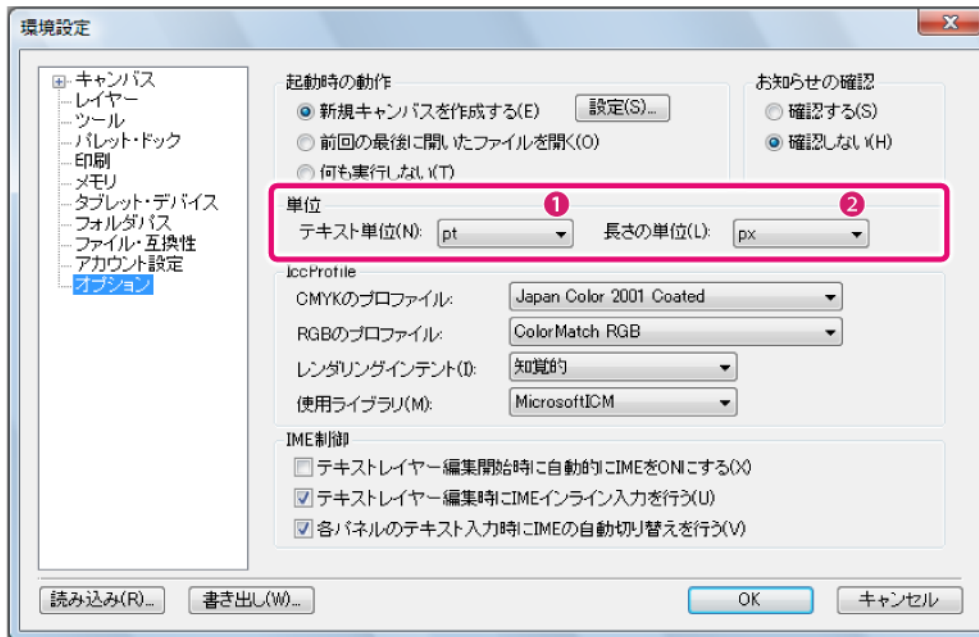 環境設定
キャンバス
レイヤー
ツール
パレット・ドック
印刷
メモリ
タブレット・デバイス
フォルダパス
ファイル・互換性
アカウント設定
オプション
起動時の動作
新規キャンバスを作成する(E) 設定(S)...
前回の最後に開いたファイルを開く(O)
何も実行しない(T)
お知らせの確認
確認する(S)
確認しない(H)
単位
1 2
テキスト単位(N): pt 長さの単位(L): px
IccProfile
CMYKのプロファイル: Japan Color 2001 Coated
RGBのプロファイル: ColorMatch RGB
レンダリングインテント(I): 知覚的
使用ライブラリ(M): MicrosoftICM
IME制御
テキストレイヤー編集開始時に自動的にIMEをONにする(X)
テキストレイヤー編集時にIMEインライン入力を行う(U)
各パネルのテキスト入力時にIMEの自動切り替えを行う(V)
読み込み(R)... 書き出し(W)... OK キャンセル